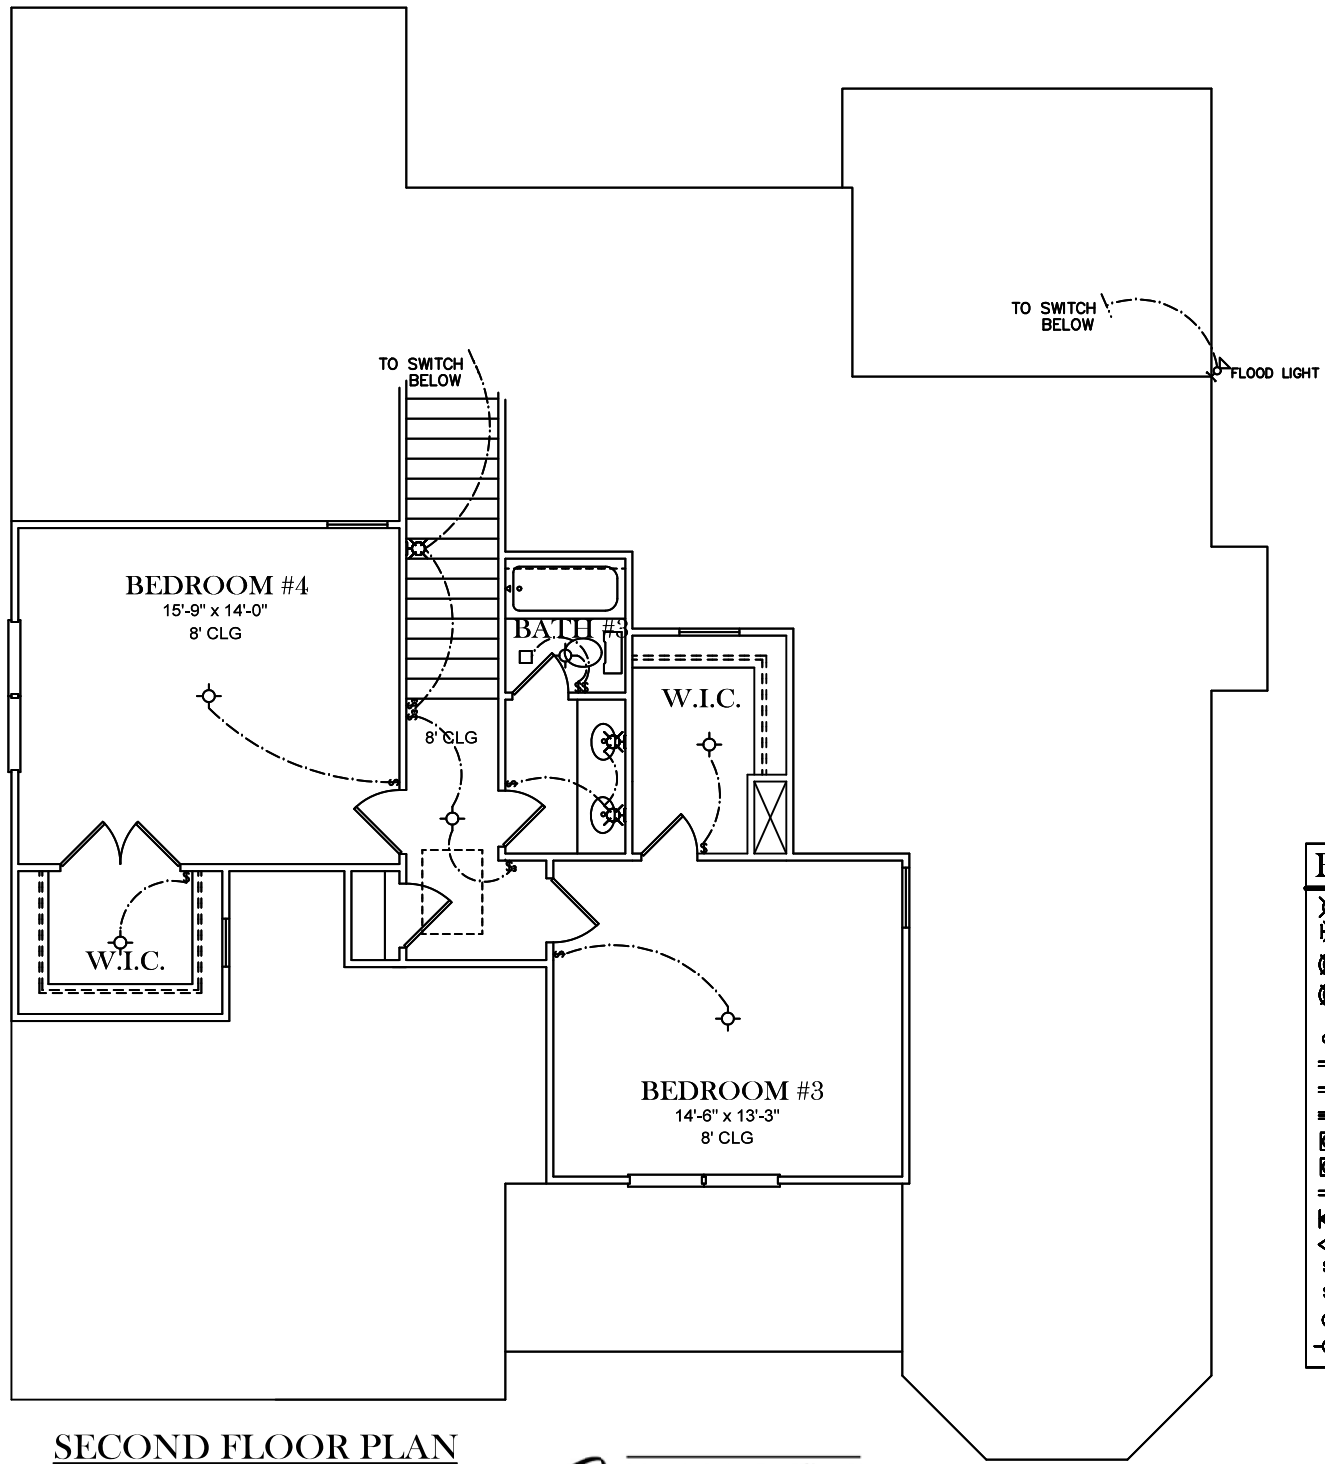 TO SWITCH
BELOW
FLOOD LIGHT
TO SWITCH
BELOW
BEDROOM #4
15'-9" x 14'-0"
8' CLG
BATH #3
W.I.C.
8' CLG
W.I.C.
BEDROOM #3
14'-6" x 13'-3"
8' CLG
SECOND FLOOR PLAN